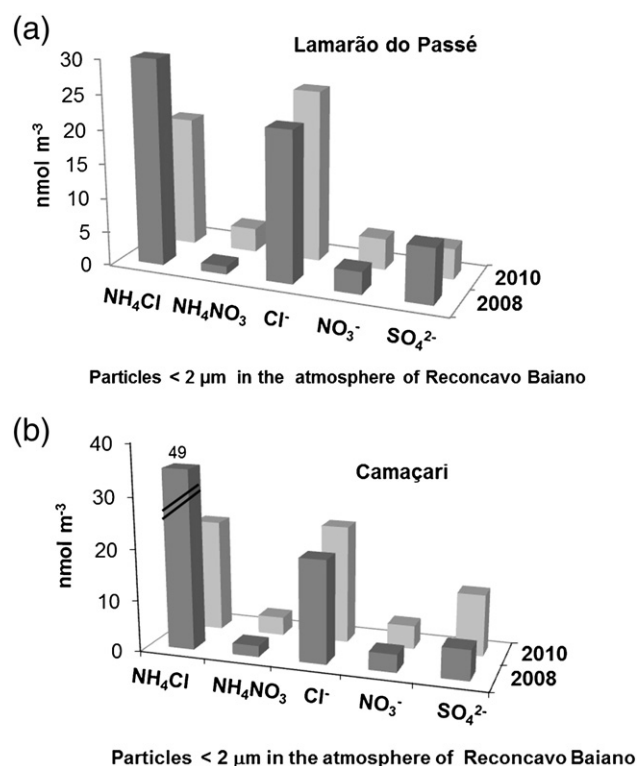 (a)
Lamarão do Passé
nmol m⁻³
30
25
20
15
10
5
0
NH₄Cl
NH₄NO₃
Cl⁻
NO₃⁻
SO₄²⁻
2010
2008
Particles < 2 µm in the atmosphere of Reconcavo Baiano
(b)
Camaçari
nmol m⁻³
40
30
20
10
0
49
NH₄Cl
NH₄NO₃
Cl⁻
NO₃⁻
SO₄²⁻
2010
2008
Particles < 2 µm in the atmosphere of Reconcavo Baiano